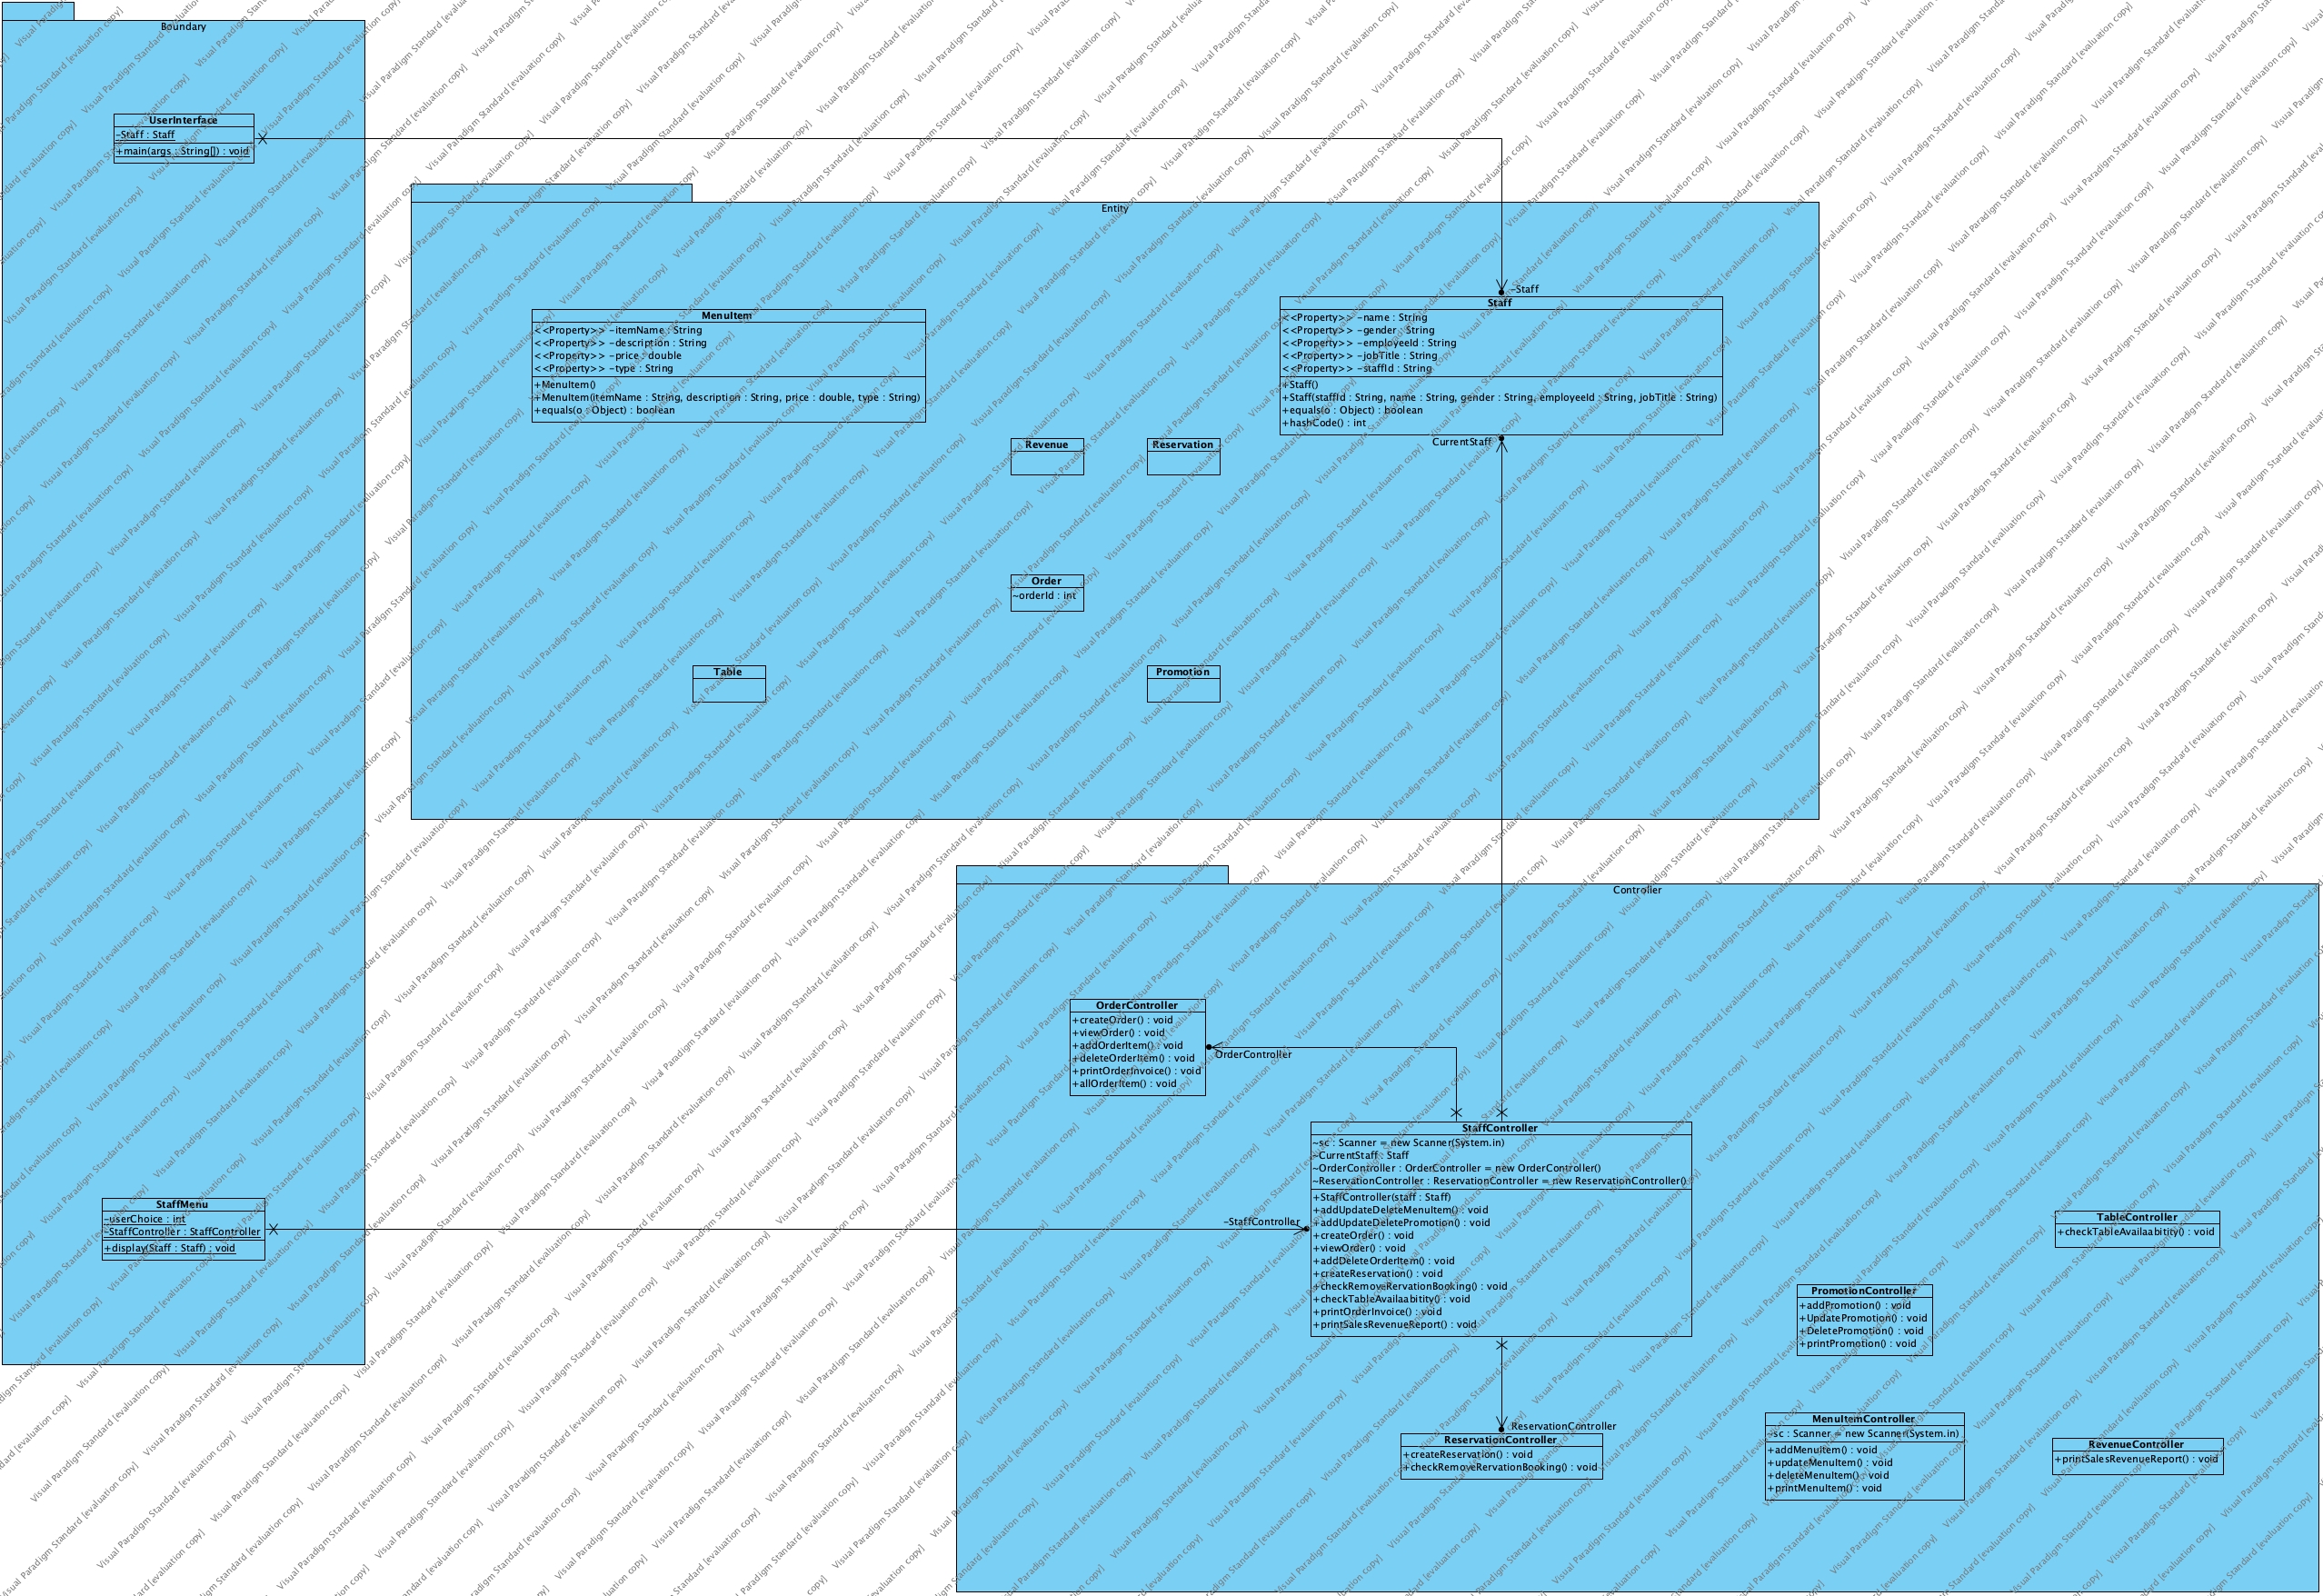 Boundary
UserInterface
-Staff : Staff
+main(args : String[]) : void
Entity
-Staff
MenuItem
<<Property>> -itemName : String
<<Property>> -description : String
<<Property>> -price : double
<<Property>> -type : String
+MenuItem()
+MenuItem(itemName : String, description : String, price : double, type : String)
+equals(o : Object) : boolean
Staff
<<Property>> -name : String
<<Property>> -gender : String
<<Property>> -employeeId : String
<<Property>> -jobTitle : String
<<Property>> -staffId : String
+Staff()
+Staff(staffId : String, name : String, gender : String, employeeId : String, jobTitle : String)
+equals(o : Object) : boolean
+hashCode() : int
CurrentStaff
Revenue
Reservation
Order
~orderId : int
Table
Promotion
Controller
OrderController
+createOrder() : void
+viewOrder() : void
+addOrderItem() : void
+deleteOrderItem() : void
+printOrderInvoice() : void
+allOrderItem() : void
OrderController
StaffController
~sc : Scanner = new Scanner(System.in)
~CurrentStaff : Staff
~OrderController : OrderController = new OrderController()
~ReservationController : ReservationController = new ReservationController()
+StaffController(staff : Staff)
+addUpdateDeleteMenuItem() : void
+addUpdateDeletePromotion() : void
+createOrder() : void
+viewOrder() : void
+addDeleteOrderItem() : void
+createReservation() : void
+checkRemoveRervationBooking() : void
+checkTableAvailaabitity() : void
+printOrderInvoice() : void
+printSalesRevenueReport() : void
StaffMenu
-userChoice : int
-StaffController : StaffController
+display(Staff : Staff) : void
-StaffController
TableController
+checkTableAvailaabitity() : void
PromotionController
+addPromotion() : void
+UpdatePromotion() : void
+DeletePromotion() : void
+printPromotion() : void
ReservationController
ReservationController
+createReservation() : void
+checkRemoveRervationBooking() : void
MenuItemController
~sc : Scanner = new Scanner(System.in)
+addMenuItem() : void
+updateMenuItem() : void
+deleteMenuItem() : void
+printMenuItem() : void
RevenueController
+printSalesRevenueReport() : void
Visual Paradigm Standard [evaluation copy]